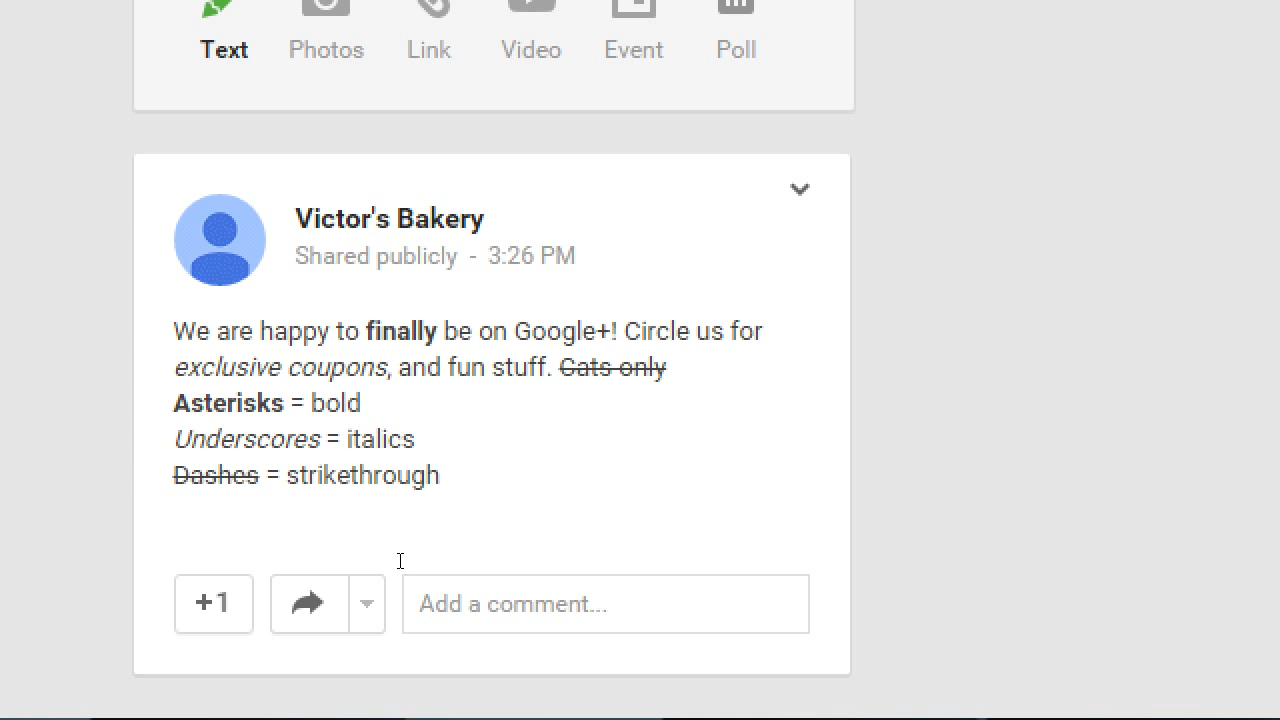 Text Photos Link Video Event Poll
Victor's Bakery
Shared publicly - 3:26 PM
We are happy to finally be on Google+! Circle us for
exclusive coupons, and fun stuff. Cats only
Asterisks = bold
Underscores = italics
Dashes = strikethrough
+1 Add a comment...